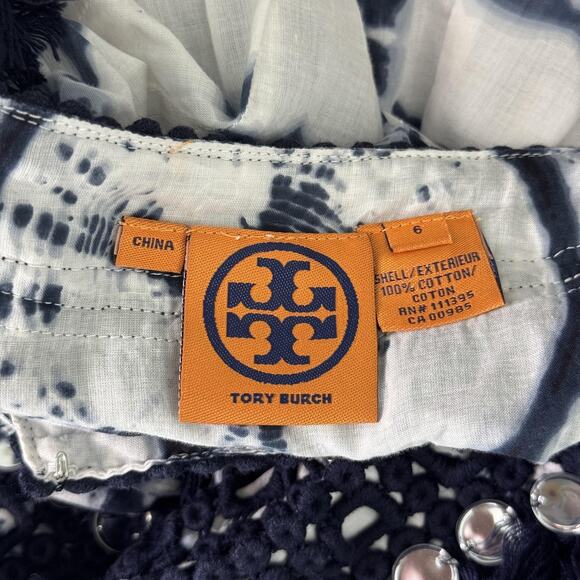 CHINA
TORY BURCH
6
SHELL/EXTERIEUR
100% COTTON/
COTON
RN# 111395
CA 00985